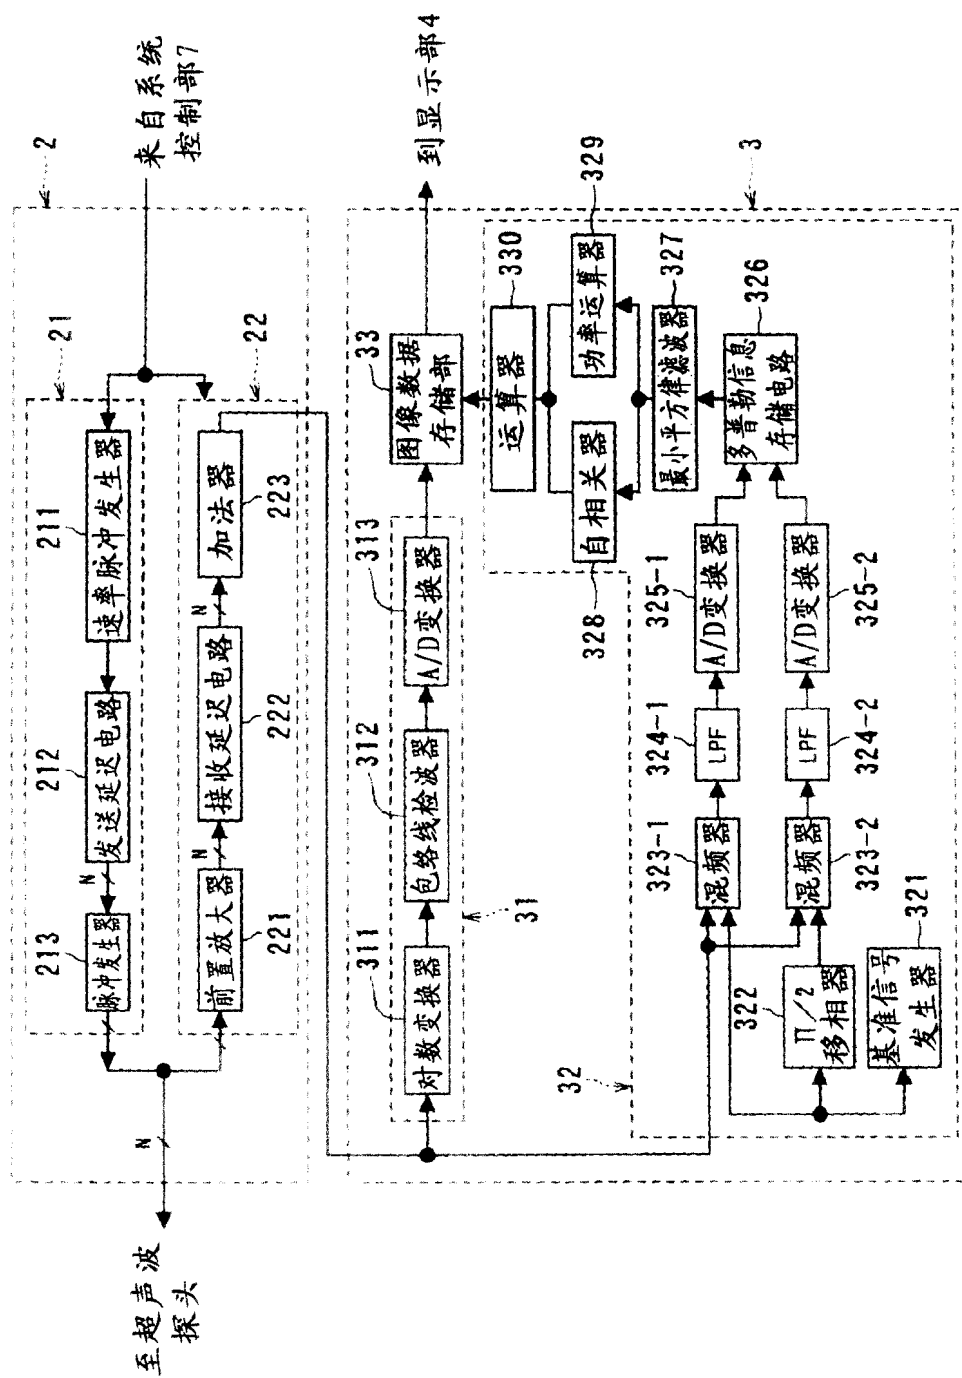 至超声波
探头
来自系统
控制部7
2
21
211
速率脉冲发生器
212
发送延迟电路
N
213
脉冲发生器
N
22
221
前置放大器
N
222
接收延迟电路
N
223
加法器
3
31
311
对数变换器
312
包络线检波器
313
A/D变换器
33
图像数据
存储部
到显示部4
32
321
基准信号
发生器
322
Π/2
移相器
323-1
混频器
323-2
混频器
324-1
LPF
324-2
LPF
325-1
A/D变换器
325-2
A/D变换器
326
多普勒信息
存储电路
327
最小平方律滤波器
328
自相关器
329
功率运算器
330
运算器